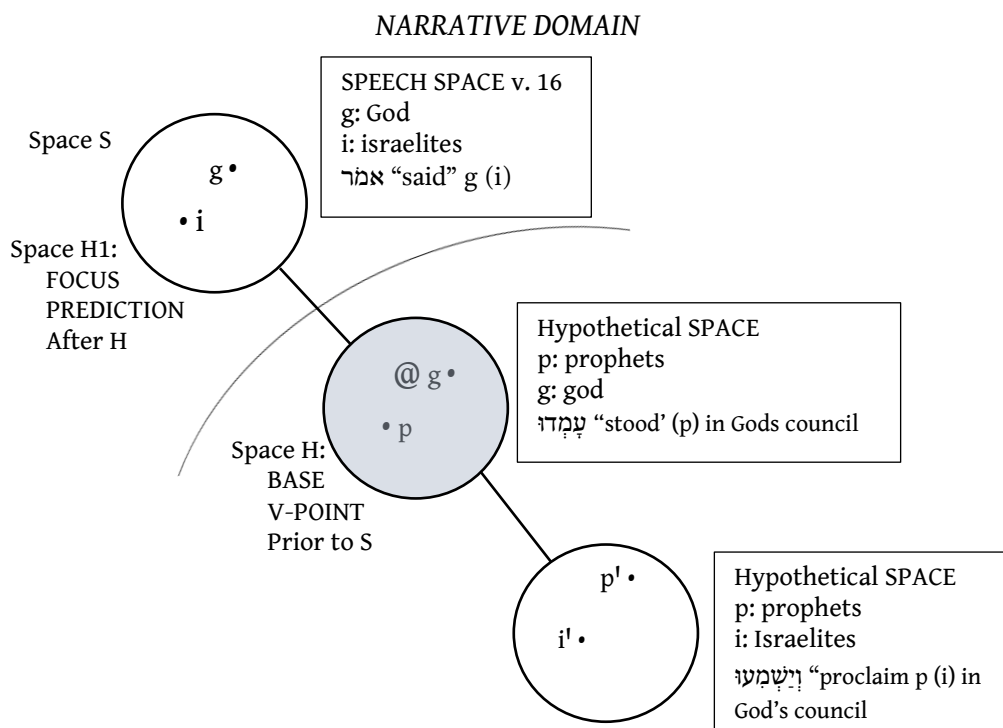 NARRATIVE DOMAIN
SPEECH SPACE v. 16
g: God
i: israelites
אֹמֹר “said” g (i)
Space S
g
i
Space H1:
FOCUS
PREDICTION
After H
Hypothetical SPACE
p: prophets
g: god
עָמְדוּ “stood’ (p) in Gods council
@ g
p
Space H:
BASE
V-POINT
Prior to S
p'
i'
Hypothetical SPACE
p: prophets
i: Israelites
וְיַשְׁמִעוּ “proclaim p (i) in
God’s council